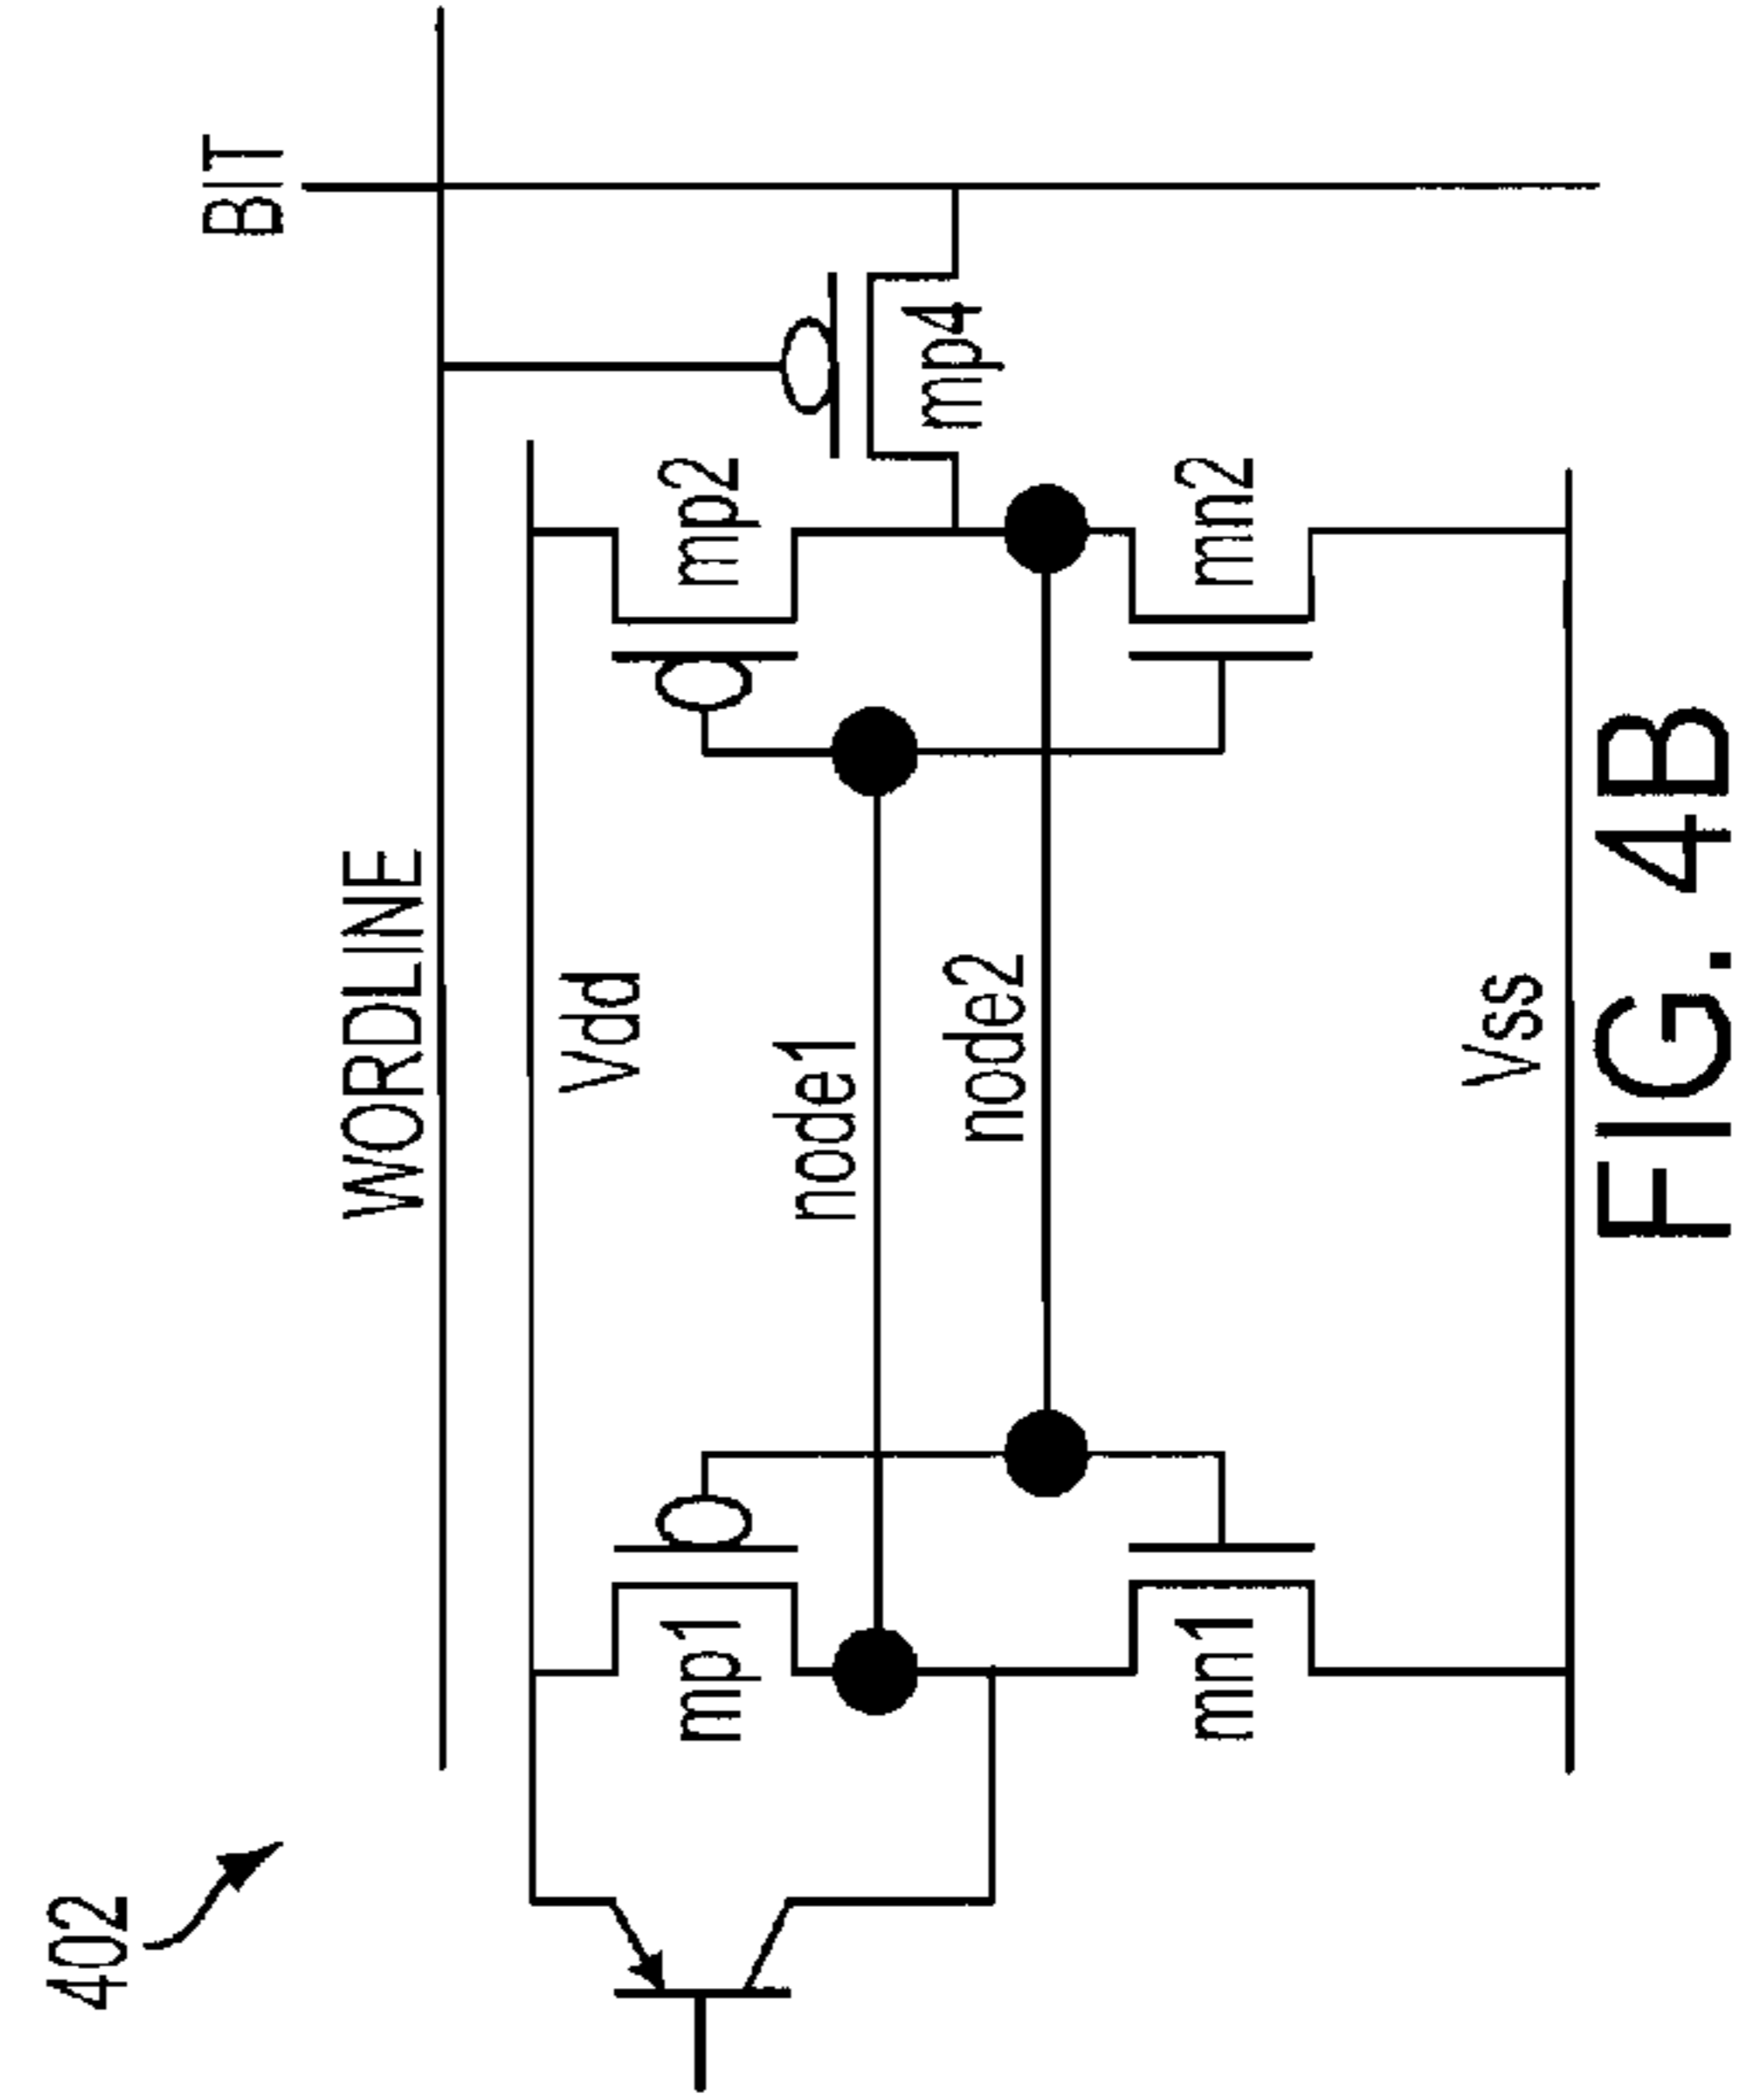 402
WORDLINE
BIT
Vdd
mp1
mp2
node1
mp4
node2
mn1
mn2
Vss
FIG. 4B